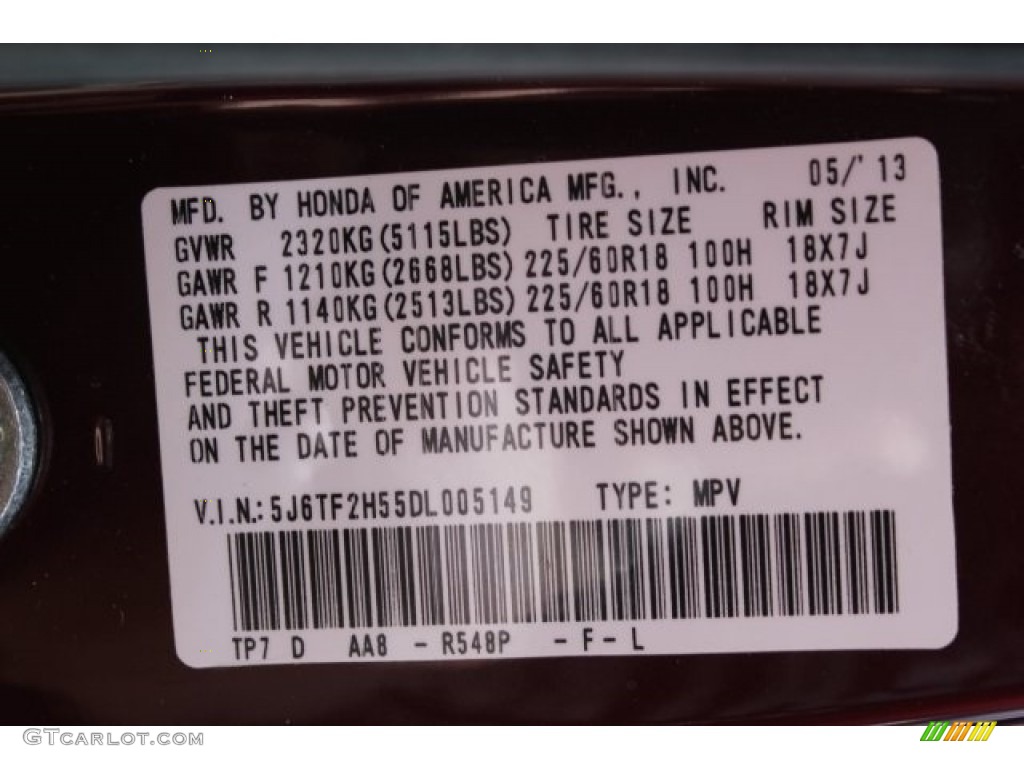 MFD. BY HONDA OF AMERICA MFG., INC. 05/'13
GVWR 2320KG(5115LBS) TIRE SIZE RIM SIZE
GAWR F 1210KG(2668LBS) 225/60R18 100H 18X7J
GAWR R 1140KG(2513LBS) 225/60R18 100H 18X7J
THIS VEHICLE CONFORMS TO ALL APPLICABLE
FEDERAL MOTOR VEHICLE SAFETY
AND THEFT PREVENTION STANDARDS IN EFFECT
ON THE DATE OF MANUFACTURE SHOWN ABOVE.
V.I.N.: 5J6TF2H55DL005149 TYPE: MPV
TP7 D AA8 - R548P - F - L
GTCARLOT.COM